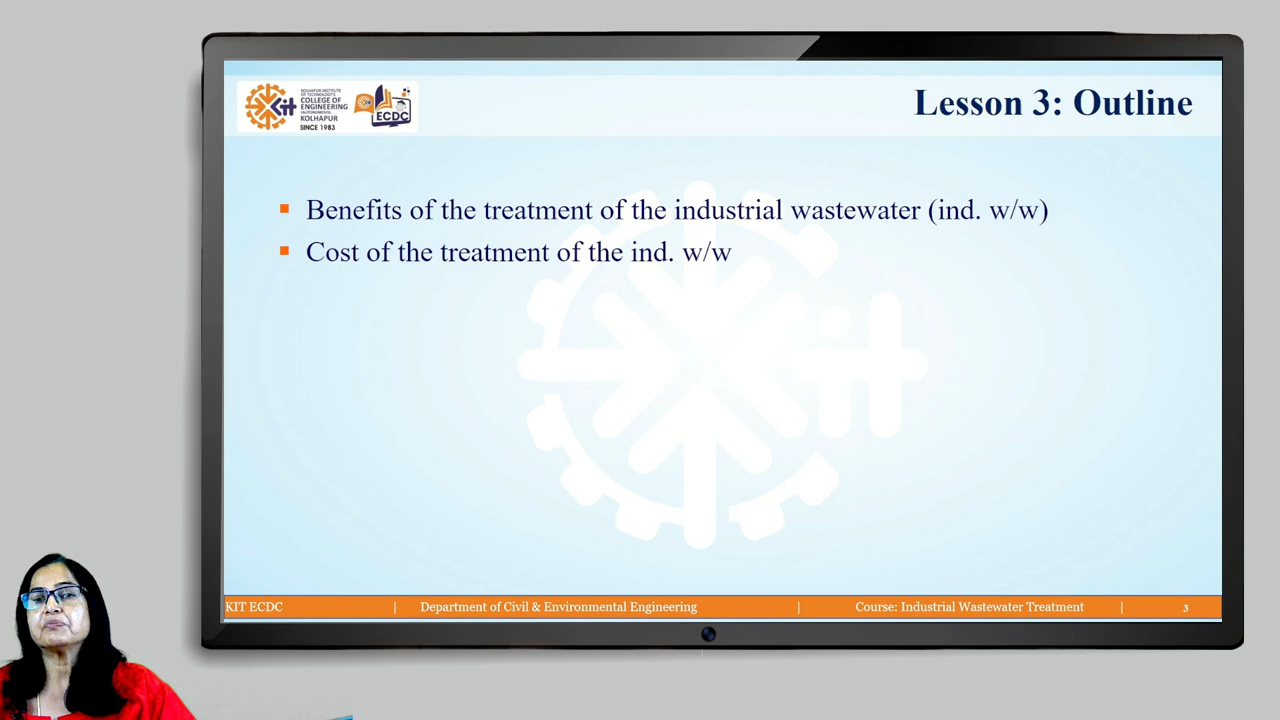 KOLHAPUR INSTITUTE
OF TECHNOLOGY'S
COLLEGE OF
ENGINEERING
(AUTONOMOUS),
KOLHAPUR
SINCE 1983
ECDC
Lesson 3: Outline
▪ Benefits of the treatment of the industrial wastewater (ind. w/w)
▪ Cost of the treatment of the ind. w/w
KIT ECDC | Department of Civil & Environmental Engineering | Course: Industrial Wastewater Treatment | 3